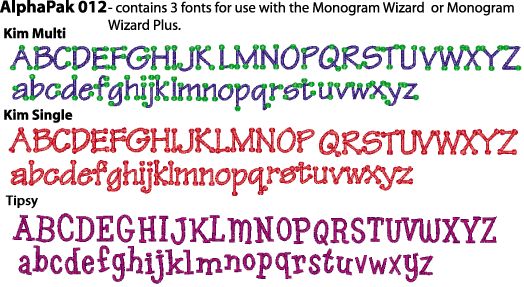 AlphaPak 012 - contains 3 fonts for use with the Monogram Wizard or Monogram
Wizard Plus.
Kim Multi
ABCDEFGHIJKLMNOPQRSTUVWXYZ
abcdefghijklmnopqrstuvwxyz
Kim Single
ABCDEFGHIJKLMNOP QRSTUVWXYZ
abcdefghijklmnopqrstuvwxyz
Tipsy
ABCDEGHIJKLMNOPQRSTUVWXYZ
abcdefghijklmnopqrstuvwxyz